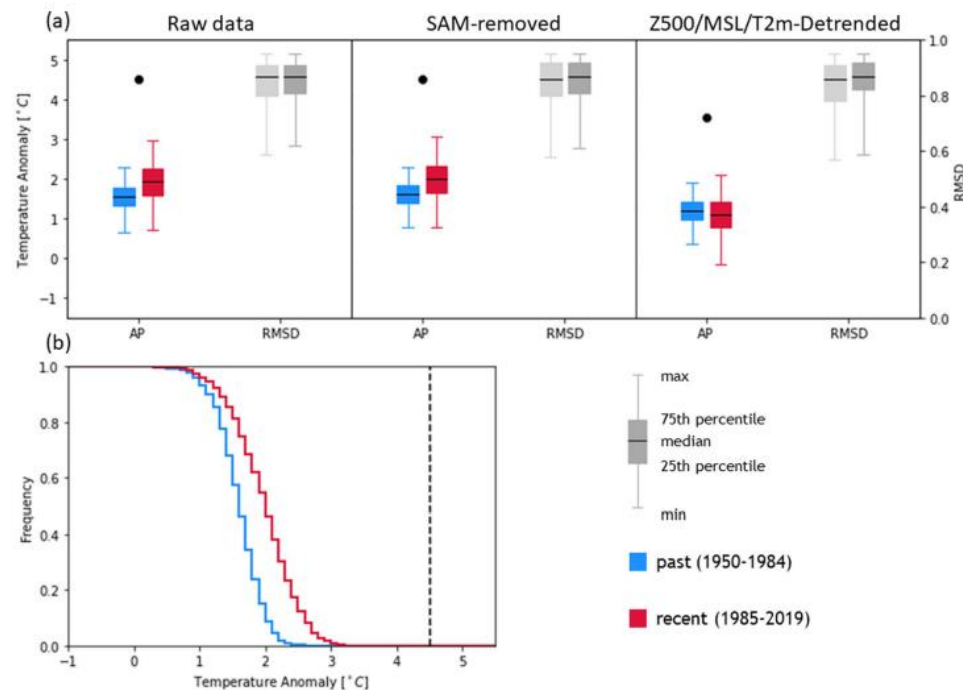 (a) Raw data SAM-removed Z500/MSL/T2m-Detrended
5 1.0
4 0.8
3 0.6
2
1 0.4
0 0.2
−1 0.0
Temperature Anomaly [°C]
RMSD
AP RMSD AP RMSD AP RMSD
(b)
1.0
0.8
0.6
0.4
0.2
0.0
Frequency
−1 0 1 2 3 4 5
Temperature Anomaly [°C]
max
75th percentile
median
25th percentile
min
past (1950-1984)
recent (1985-2019)